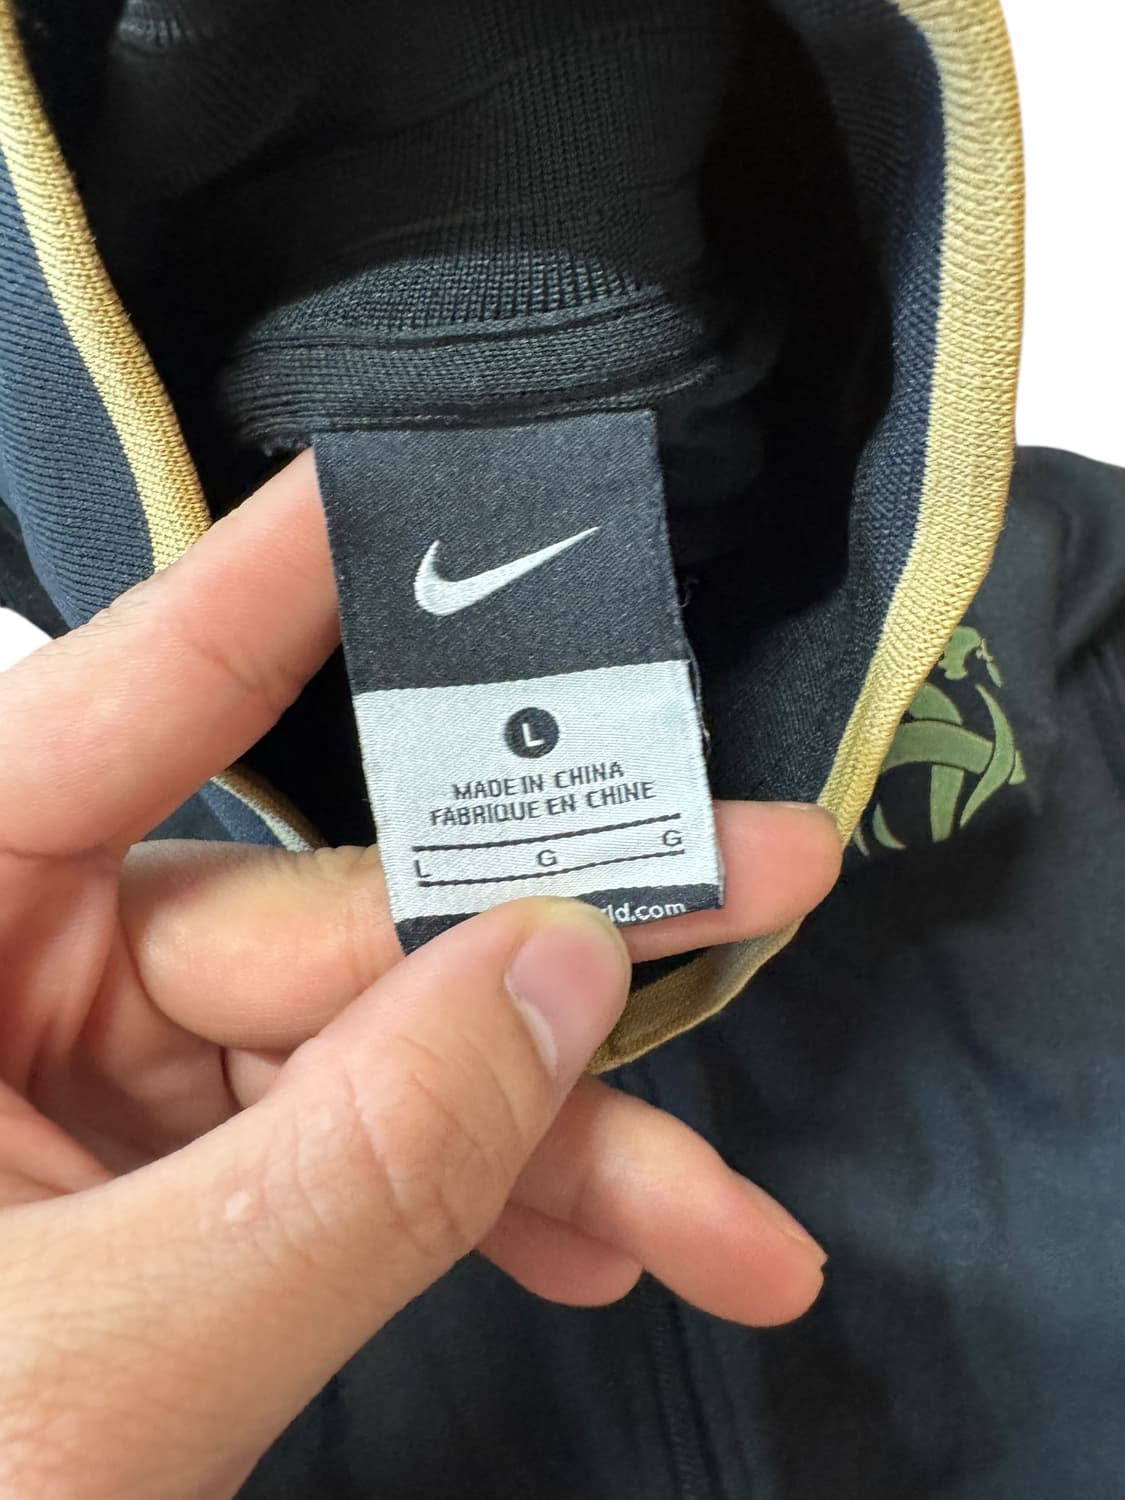 L
MADE IN CHINA
FABRIQUE EN CHINE
L G G